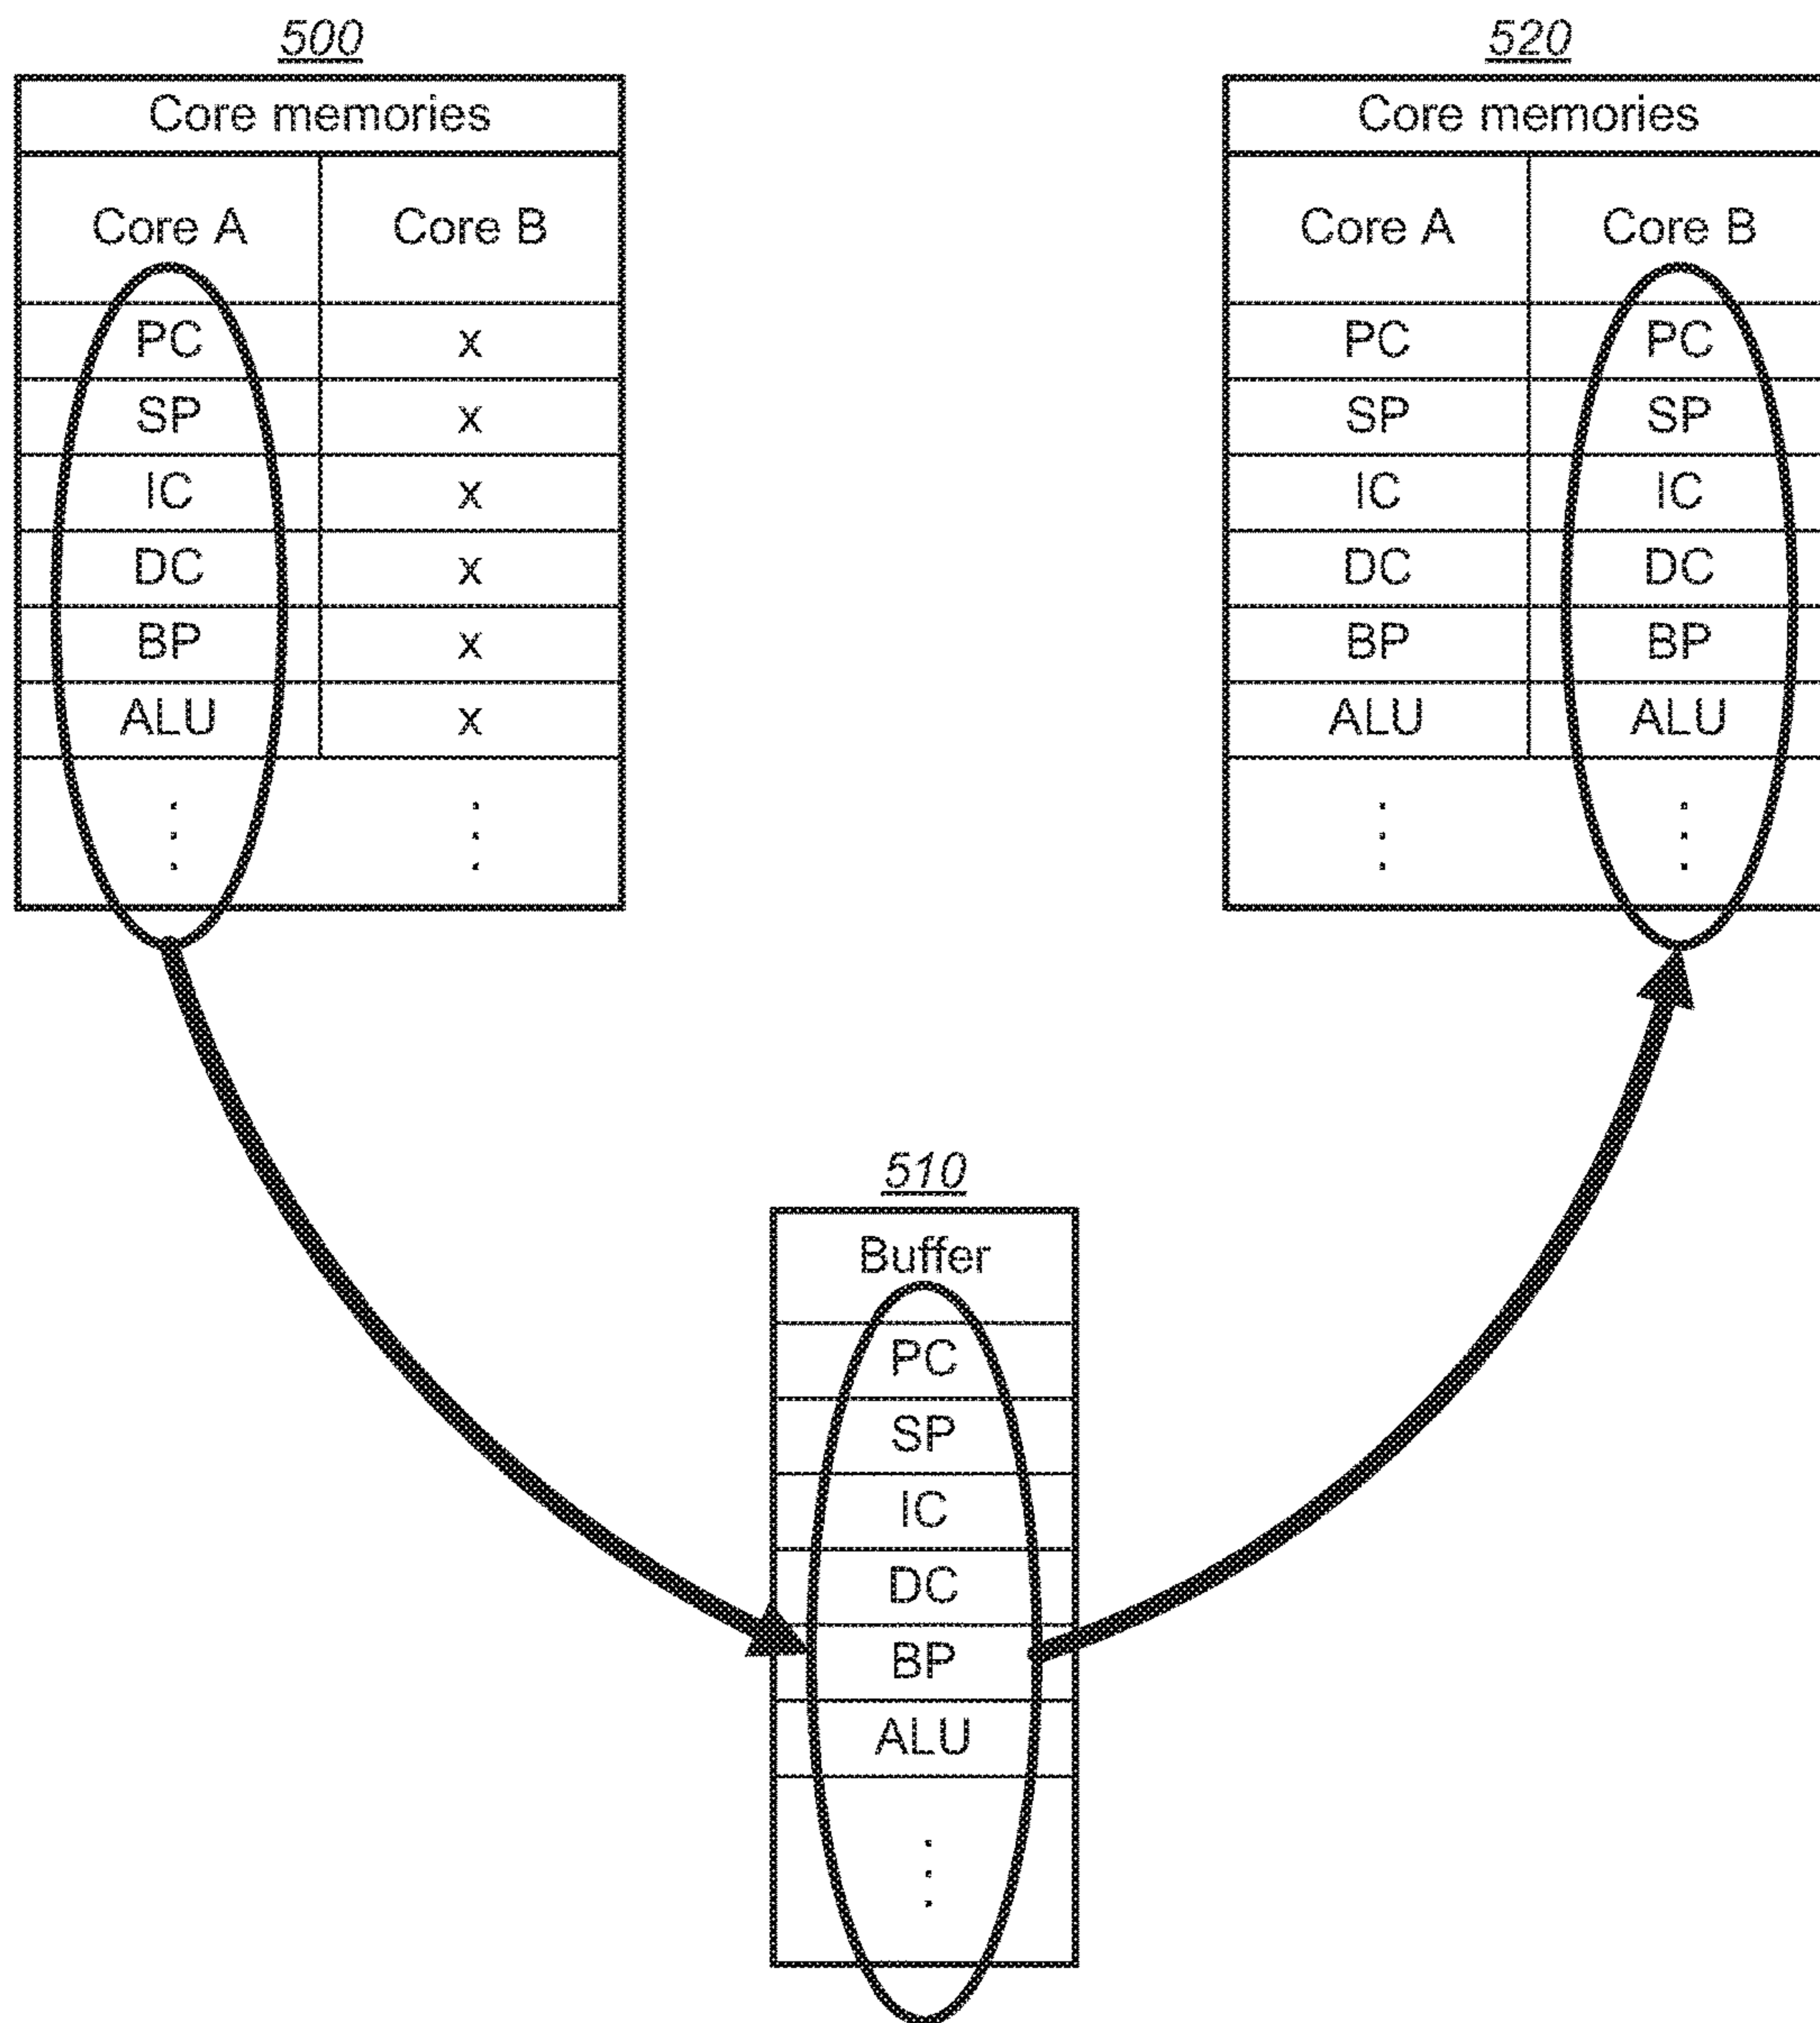 500
Core memories
Core A Core B
PC x
SP x
IC x
DC x
BP x
ALU x
520
Core memories
Core A Core B
PC PC
SP SP
IC IC
DC DC
BP BP
ALU ALU
510
Buffer
PC
SP
IC
DC
BP
ALU